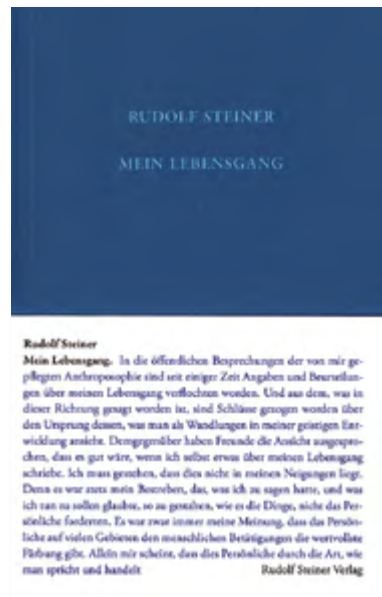 RUDOLF STEINER
MEIN LEBENSGANG
Rudolf Steiner
Mein Lebensgang. In die öffentlichen Besprechungen der von mir ge-
pflegten Anthroposophie sind seit einiger Zeit Angaben und Beurteilun-
gen über meinen Lebensgang verflochten worden. Und aus dem, was in
dieser Richtung gesagt worden ist, sind Schlüsse gezogen worden über
den Ursprung dessen, was man als Wandlungen in meiner geistigen Ent-
wicklung ansieht. Demgegenüber haben Freunde die Ansicht ausgespro-
chen, dass es gut wäre, wenn ich selbst etwas über meinen Lebensgang
schriebe. Ich muss gestehen, dass dies nicht in meinen Neigungen liegt.
Denn es war stets mein Bestreben, das, was ich zu sagen hatte, und was
ich tun zu sollen glaubte, so zu gestalten, wie es die Dinge, nicht das Per-
sönliche forderten. Es war zwar immer meine Meinung, dass das Persön-
liche auf vielen Gebieten den menschlichen Betätigungen die wertvollste
Färbung gibt. Allein mir scheint, dass dies Persönliche durch die Art, wie
man spricht und handelt Rudolf Steiner Verlag